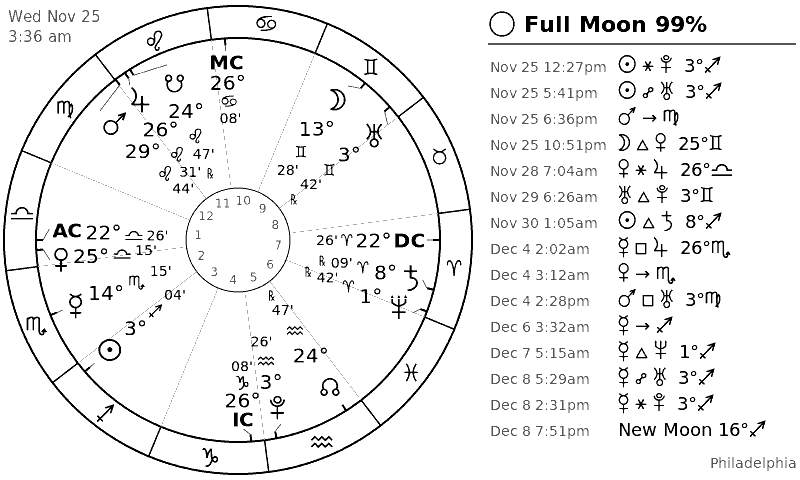 Wed Nov 25
3:36 am
MC
26°
♋
08'
☽
13°
♊
28'
♅
3°
♊
42'
℞
☋
24°
♌
47'
℞
♃
26°
♌
31'
♂
29°
♌
44'
AC 22° ♎ 26'
♀ 25° ♎ 15'
☿ 14° ♏ 15'
☉ 3° ♐ 04'
26' ♈ 22° DC
℞ 09' ♈ 8° ♄
℞ 42' ♈ 1° ♆
℞
47'
♒
24°
☊
26'
♒
3°
♇
08'
♑
26°
IC
1
2
3
4
5
6
7
8
9
10
11
12
♋
♊
♉
♈
♓
♒
♑
♐
♏
♎
♍
♌
Full Moon 99%
Nov 25 12:27pm ☉ ⚹ ♇ 3°♐
Nov 25 5:41pm ☉ ☍ ♅ 3°♐
Nov 25 6:36pm ♂ → ♍
Nov 25 10:51pm ☽ △ ♀ 25°♊
Nov 28 7:04am ♀ ⚹ ♃ 26°♎
Nov 29 6:26am ♅ △ ♇ 3°♊
Nov 30 1:05am ☉ △ ♄ 8°♐
Dec 4 2:02am ☿ □ ♃ 26°♏
Dec 4 3:12am ♀ → ♏
Dec 4 2:28pm ♂ □ ♅ 3°♍
Dec 6 3:32am ☿ → ♐
Dec 7 5:15am ☿ △ ♆ 1°♐
Dec 8 5:29am ☿ ☍ ♅ 3°♐
Dec 8 2:31pm ☿ ⚹ ♇ 3°♐
Dec 8 7:51pm New Moon 16°♐
Philadelphia